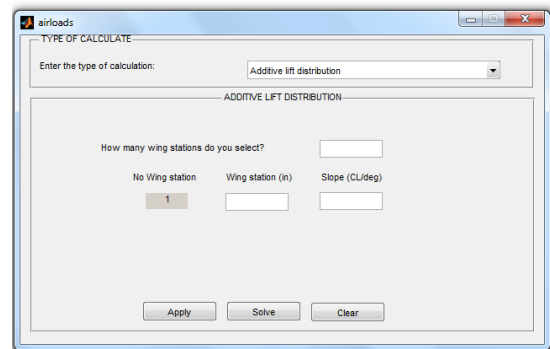 airloads
TYPE OF CALCULATE
Enter the type of calculation:
Additive lift distribution
ADDITIVE LIFT DISTRIBUTION
How many wing stations do you select?
No Wing station Wing station (in) Slope (CL/deg)
1
Apply Solve Clear